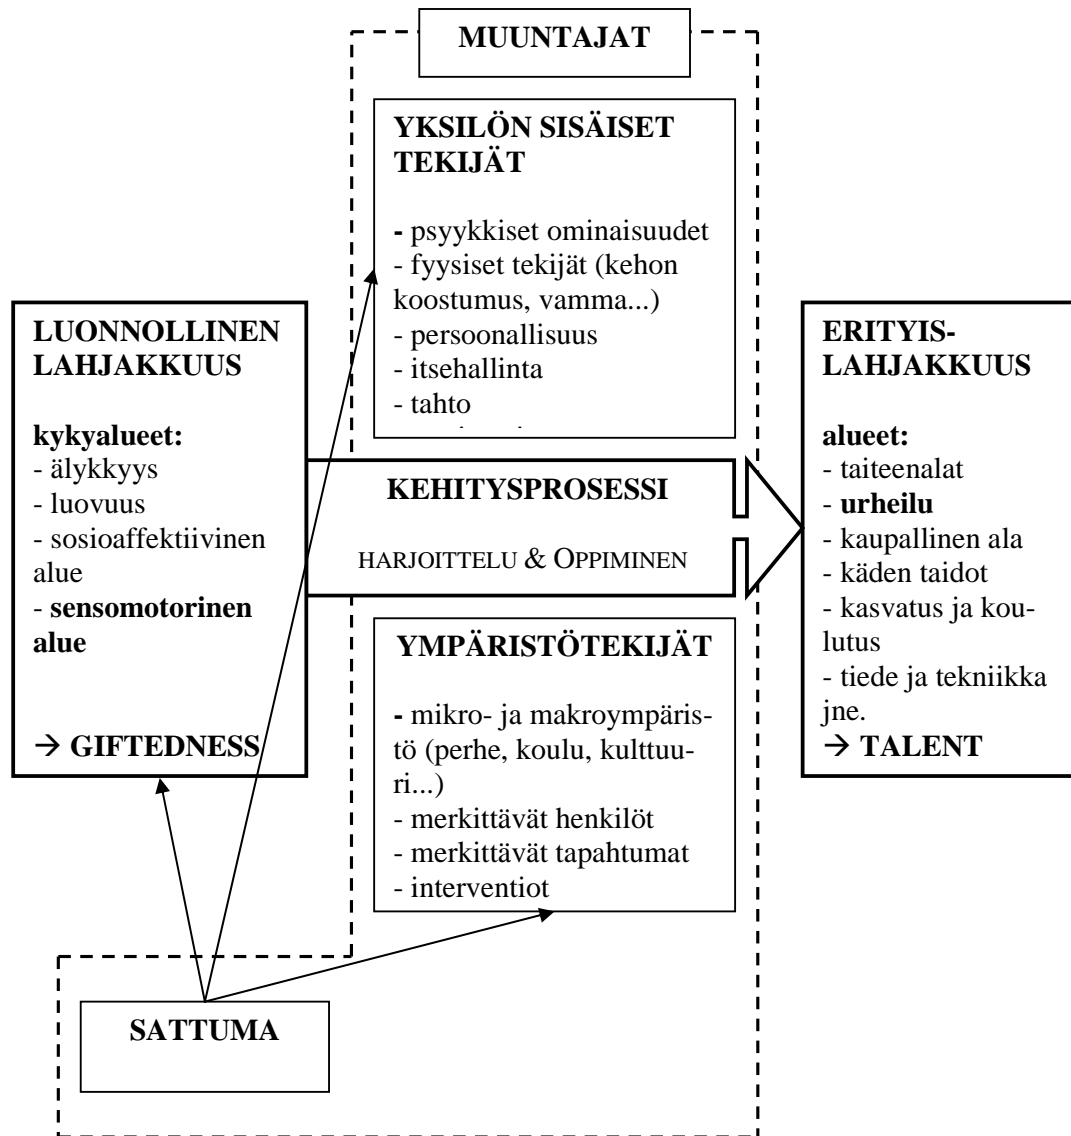 MUUNTAJAT
YKSILÖN SISÄISET
TEKIJÄT
- psyykkiset ominaisuudet
- fyysiset tekijät (kehon
koostumus, vamma...)
- persoonallisuus
- itsehallinta
- tahto
LUONNOLLINEN
LAHJAKKUUS
kykyalueet:
- älykkyys
- luovuus
- sosioaffektiivinen
alue
- sensomotorinen
alue
→ GIFTEDNESS
KEHITYSPROSESSI
HARJOITTELU & OPPIMINEN
ERITYIS-
LAHJAKKUUS
alueet:
- taiteenalat
- urheilu
- kaupallinen ala
- käden taidot
- kasvatus ja kou-
lutus
- tiede ja tekniikka
jne.
→ TALENT
YMPÄRISTÖTEKIJÄT
- mikro- ja makroympäris-
tö (perhe, koulu, kulttuu-
ri...)
- merkittävät henkilöt
- merkittävät tapahtumat
- interventiot
SATTUMA